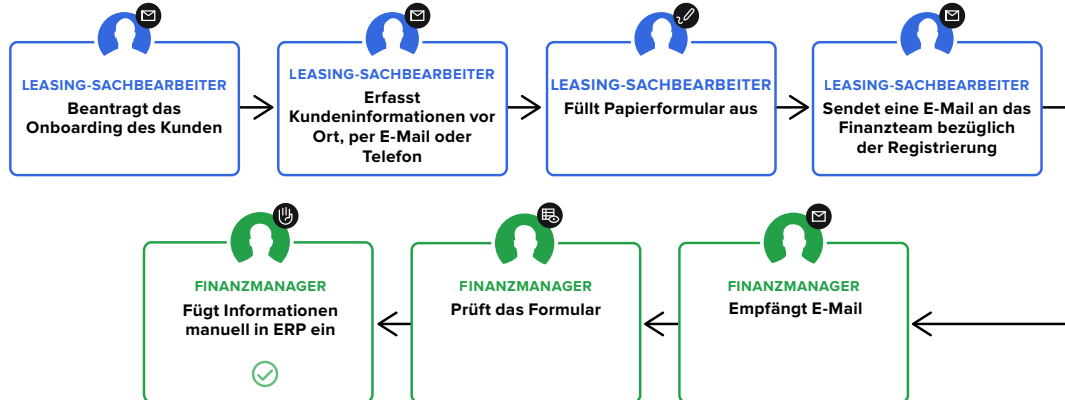 LEASING-SACHBEARBEITER
Beantragt das
Onboarding des Kunden
LEASING-SACHBEARBEITER
Erfasst
Kundeninformationen vor
Ort, per E-Mail oder
Telefon
LEASING-SACHBEARBEITER
Füllt Papierformular aus
LEASING-SACHBEARBEITER
Sendet eine E-Mail an das
Finanzteam bezüglich
der Registrierung
FINANZMANAGER
Empfängt E-Mail
FINANZMANAGER
Prüft das Formular
FINANZMANAGER
Fügt Informationen
manuell in ERP ein